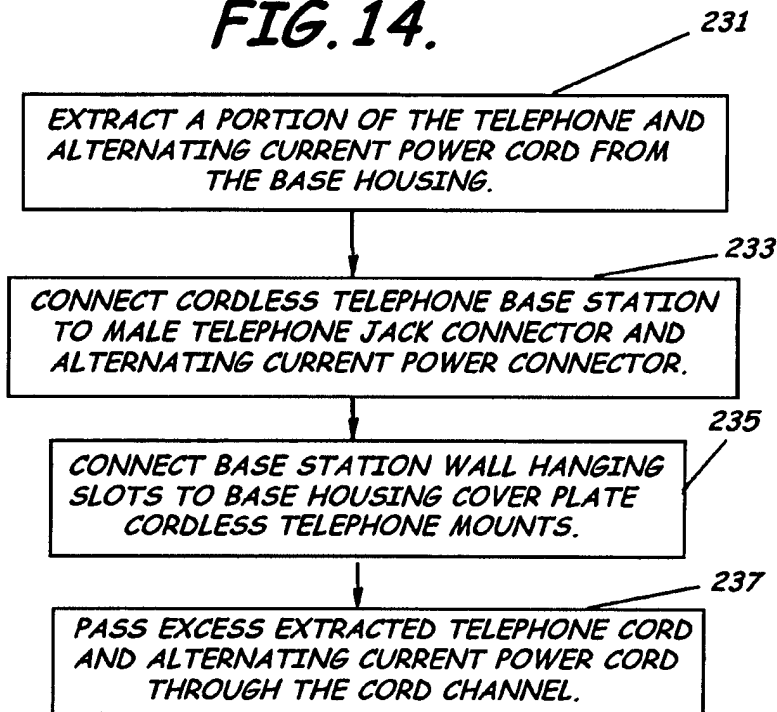 FIG. 14.
231
EXTRACT A PORTION OF THE TELEPHONE AND
ALTERNATING CURRENT POWER CORD FROM
THE BASE HOUSING.
233
CONNECT CORDLESS TELEPHONE BASE STATION
TO MALE TELEPHONE JACK CONNECTOR AND
ALTERNATING CURRENT POWER CONNECTOR.
235
CONNECT BASE STATION WALL HANGING
SLOTS TO BASE HOUSING COVER PLATE
CORDLESS TELEPHONE MOUNTS.
237
PASS EXCESS EXTRACTED TELEPHONE CORD
AND ALTERNATING CURRENT POWER CORD
THROUGH THE CORD CHANNEL.